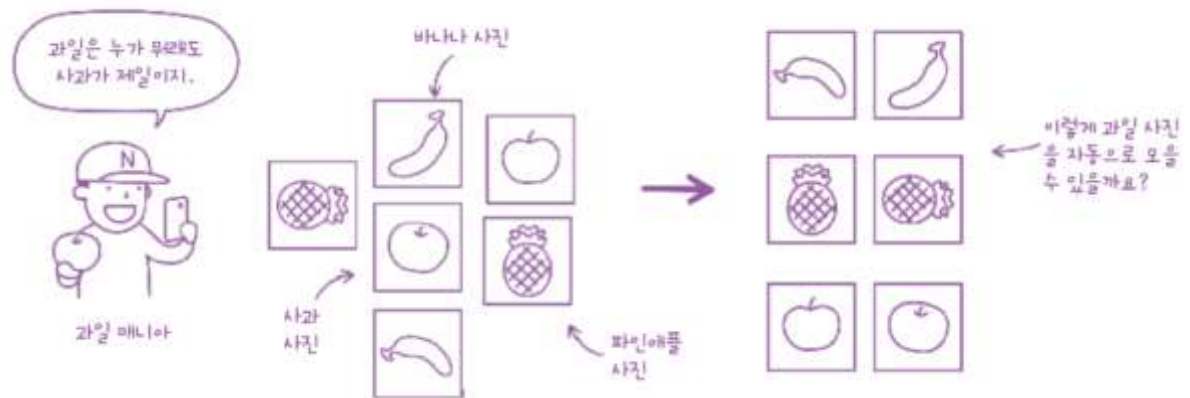 과일은 누가 뭐래도
사과가 제일이지.
N
과일 매니아
바나나 사진
사과
사진
파인애플
사진
이렇게 과일 사진
을 자동으로 모을
수 있을까요?